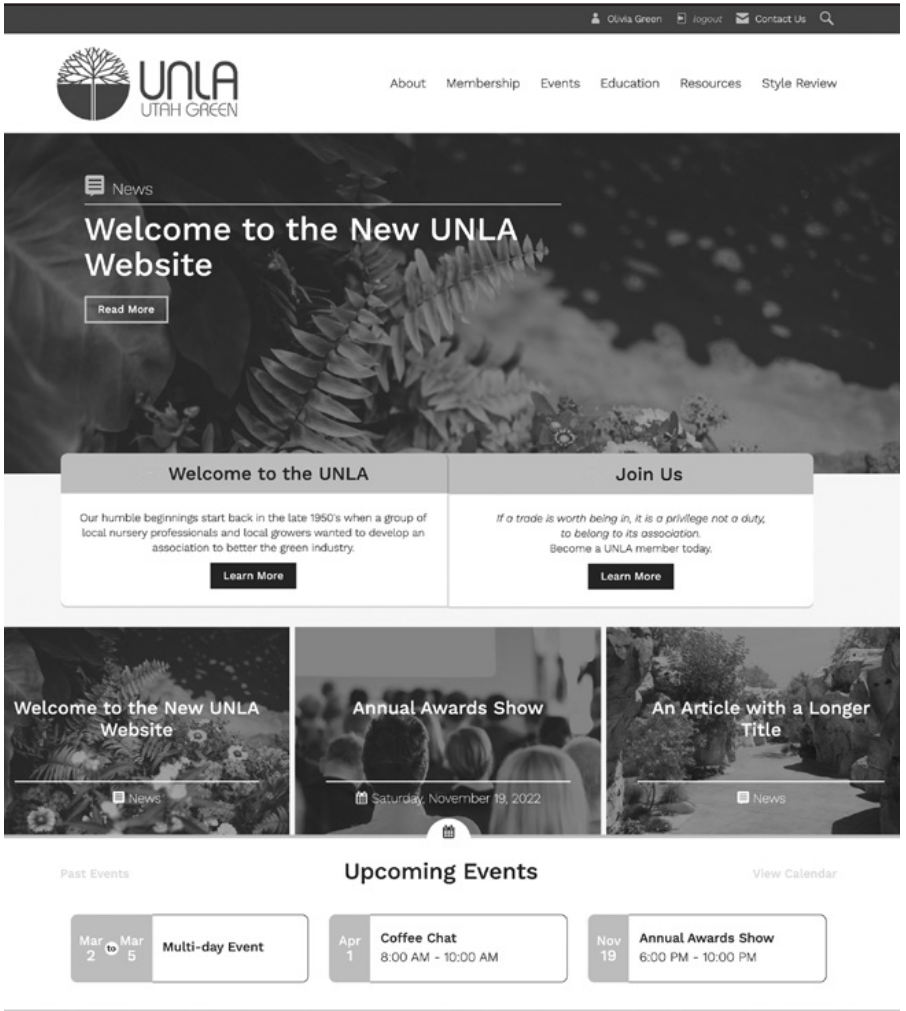 Olivia Green logout Contact Us
UNLA
UTAH GREEN
About Membership Events Education Resources Style Review
News
Welcome to the New UNLA
Website
Read More
Welcome to the UNLA
Our humble beginnings start back in the late 1950's when a group of
local nursery professionals and local growers wanted to develop an
association to better the green industry.
Learn More
Join Us
If a trade is worth being in, it is a privilege not a duty,
to belong to its association.
Become a UNLA member today.
Learn More
Welcome to the New UNLA
Website
News
Annual Awards Show
Saturday, November 19, 2022
An Article with a Longer
Title
News
Past Events
Upcoming Events
View Calendar
Mar to Mar
2 5
Multi-day Event
Apr
1
Coffee Chat
8:00 AM - 10:00 AM
Nov
19
Annual Awards Show
6:00 PM - 10:00 PM